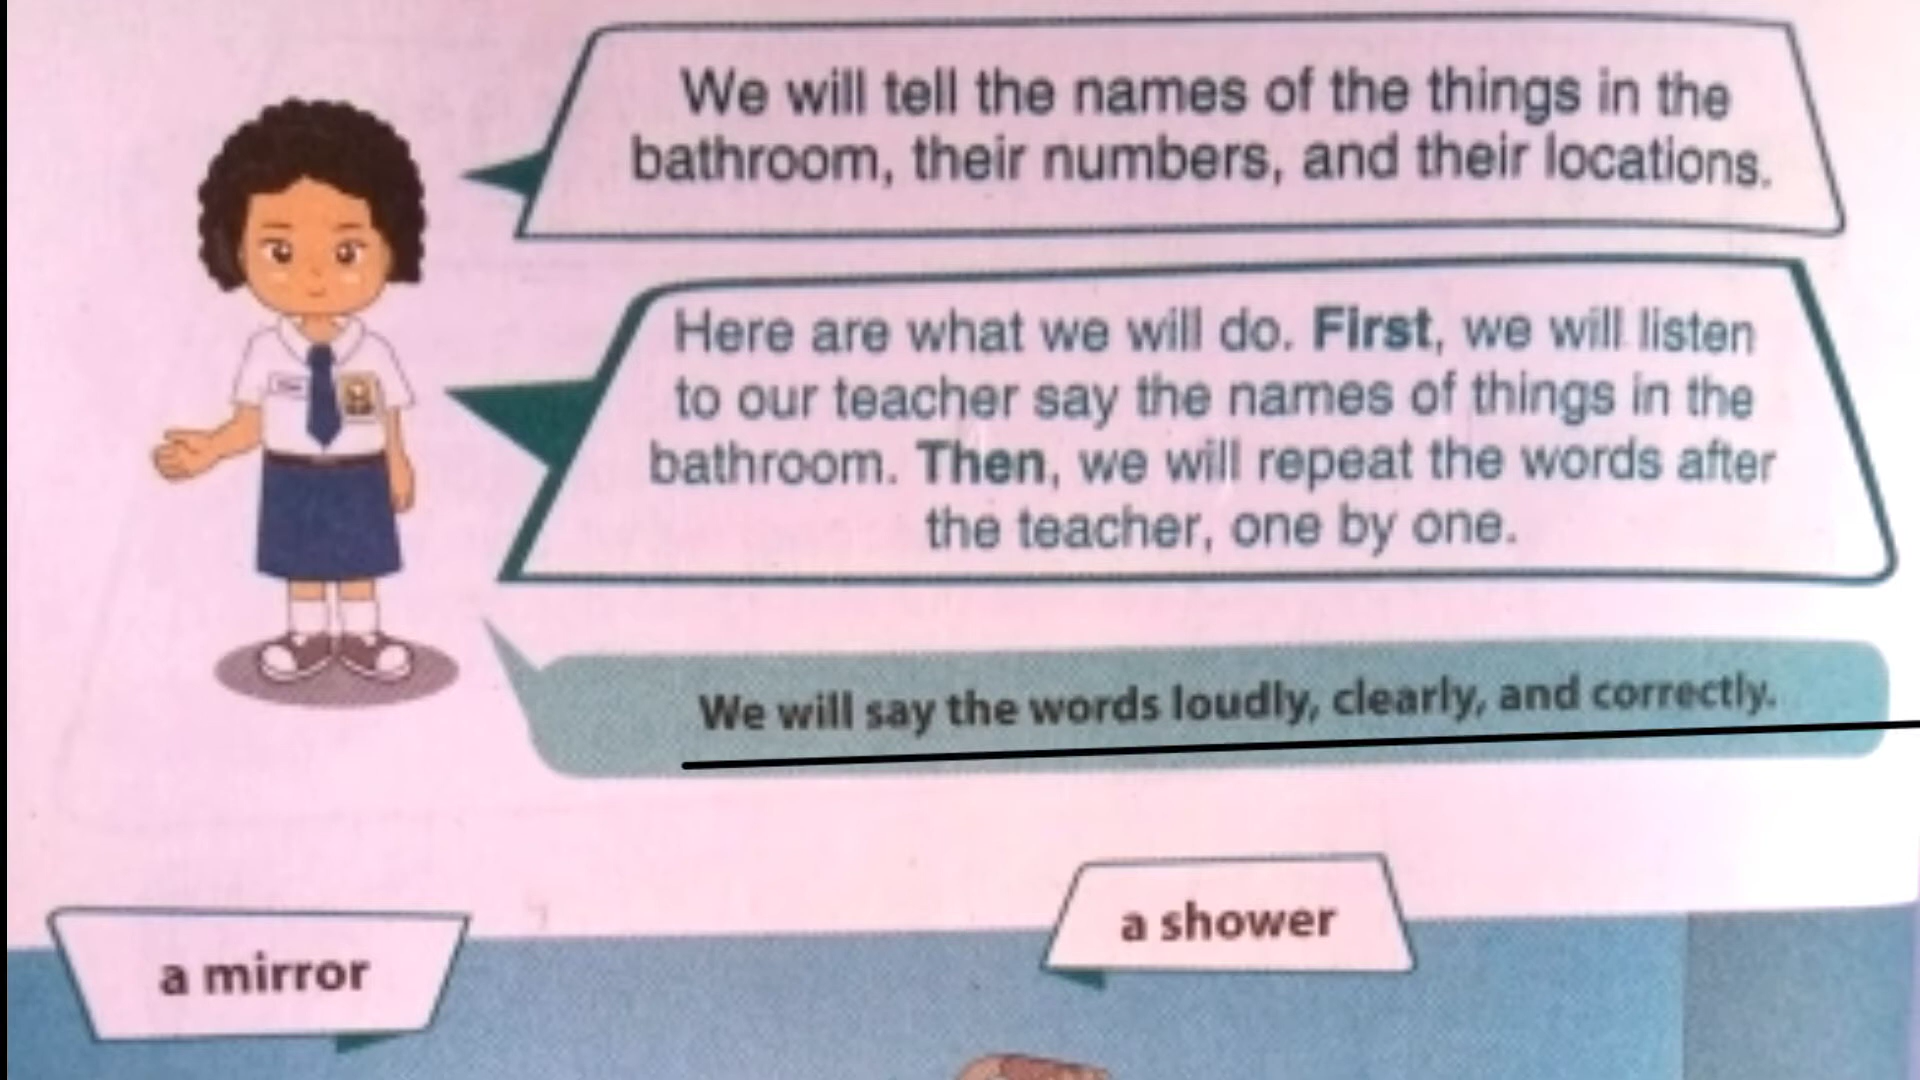 We will tell the names of the things in the
bathroom, their numbers, and their locations.
Here are what we will do. First, we will listen
to our teacher say the names of things in the
bathroom. Then, we will repeat the words after
the teacher, one by one.
We will say the words loudly, clearly, and correctly.
a shower
a mirror